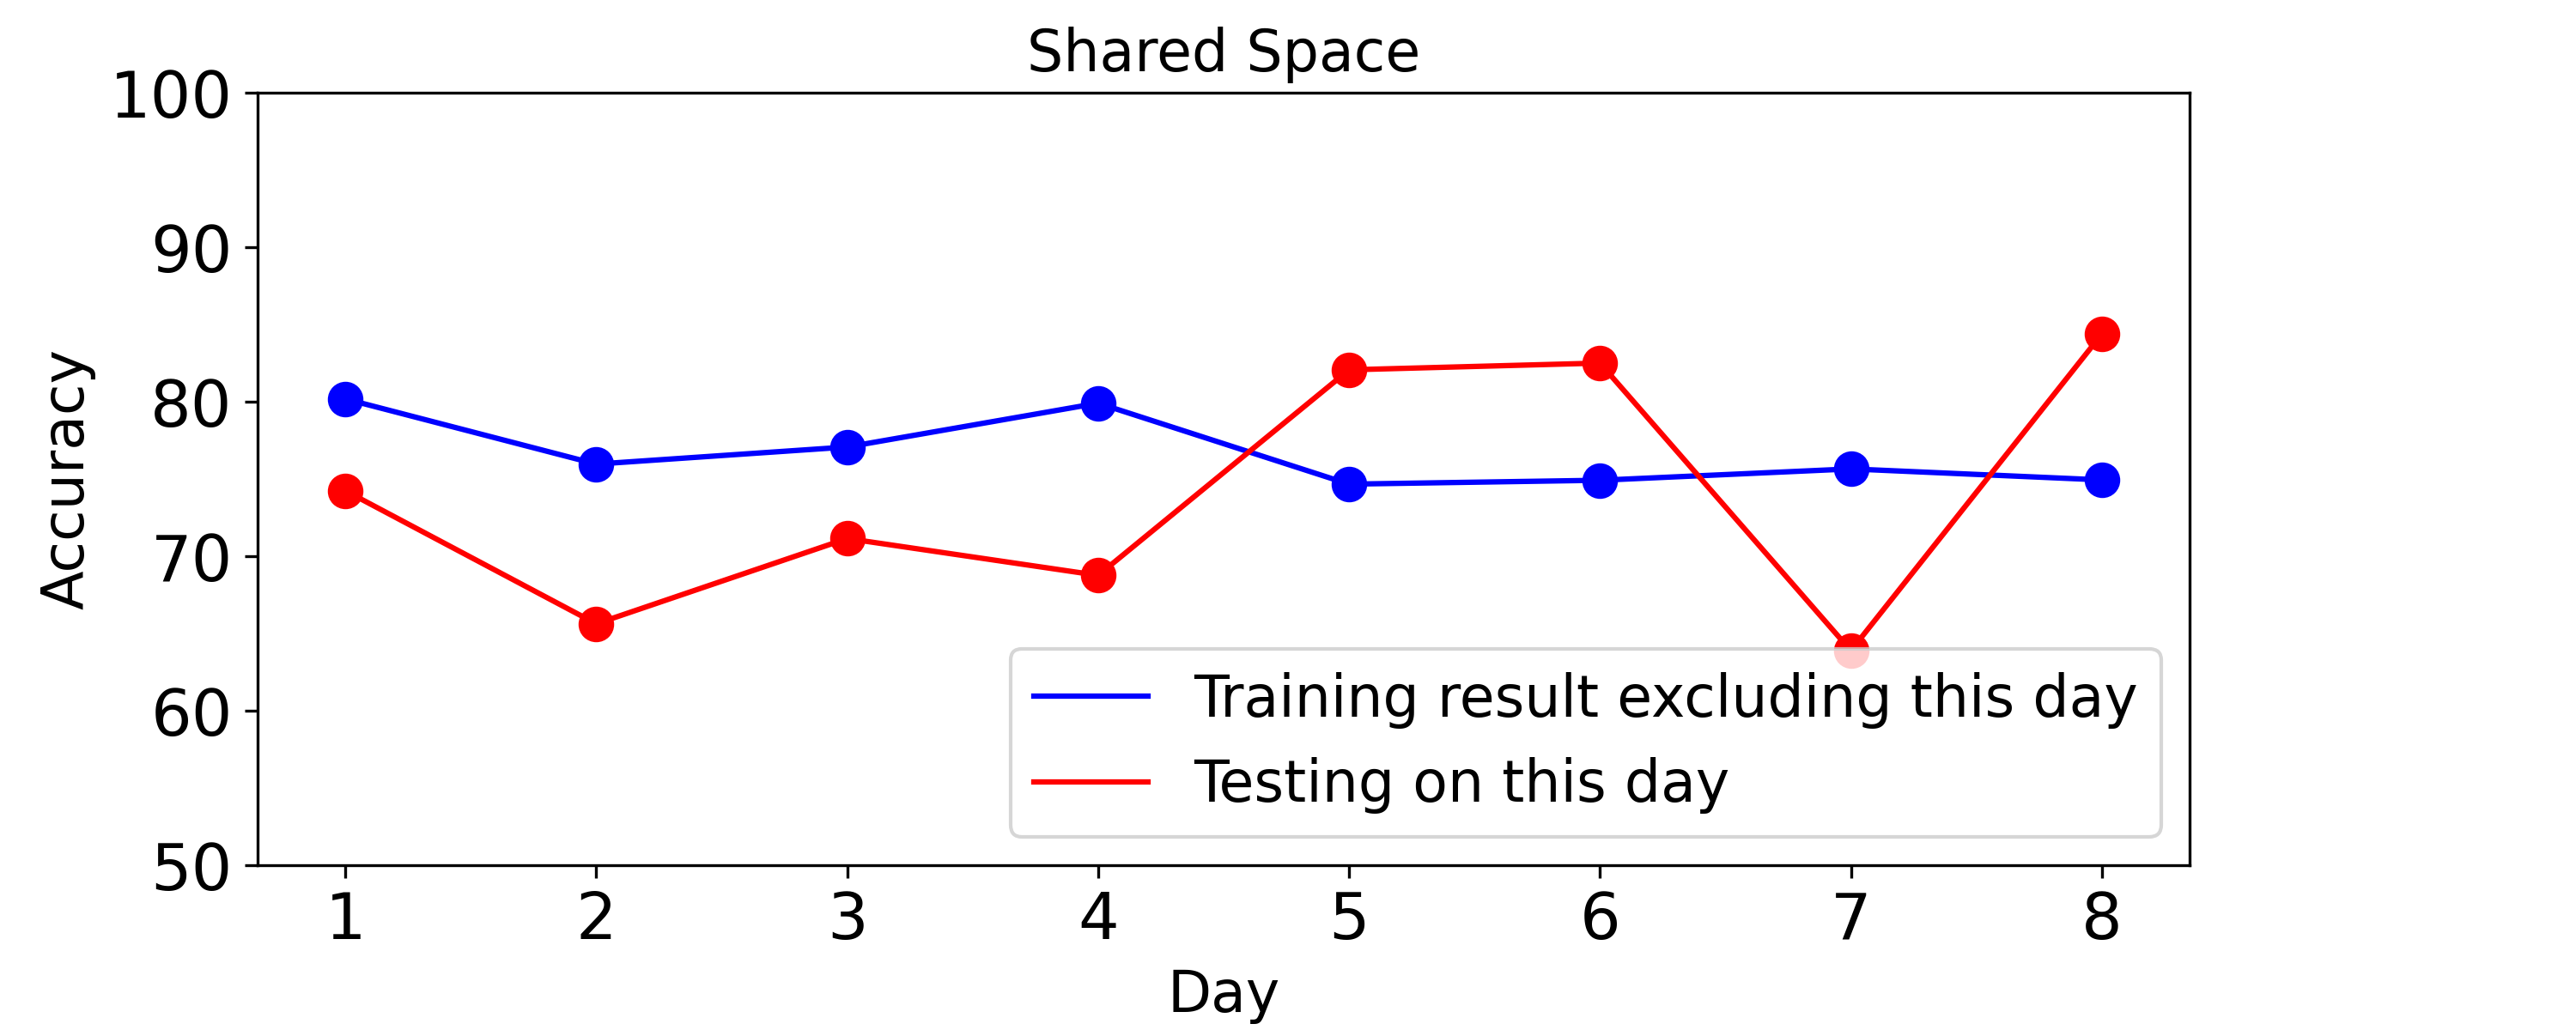 Shared Space
100
90
80
70
60
50
Accuracy
Training result excluding this day
Testing on this day
1 2 3 4 5 6 7 8
Day